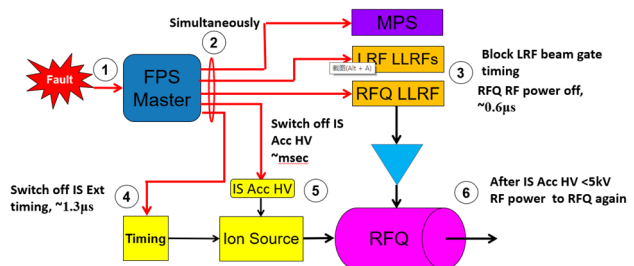 Simultaneously
MPS
Fault
1
2
FPS
Master
LRF LLRFs
截图(Alt + A)
RFQ LLRF
3
Block LRF beam gate
timing
RFQ RF power off,
~0.6μs
Switch off IS
Acc HV
~msec
Switch off IS Ext
timing, ~1.3μs
4
IS Acc HV
5
6
After IS Acc HV <5kV
RF power to RFQ again
Timing
Ion Source
RFQ